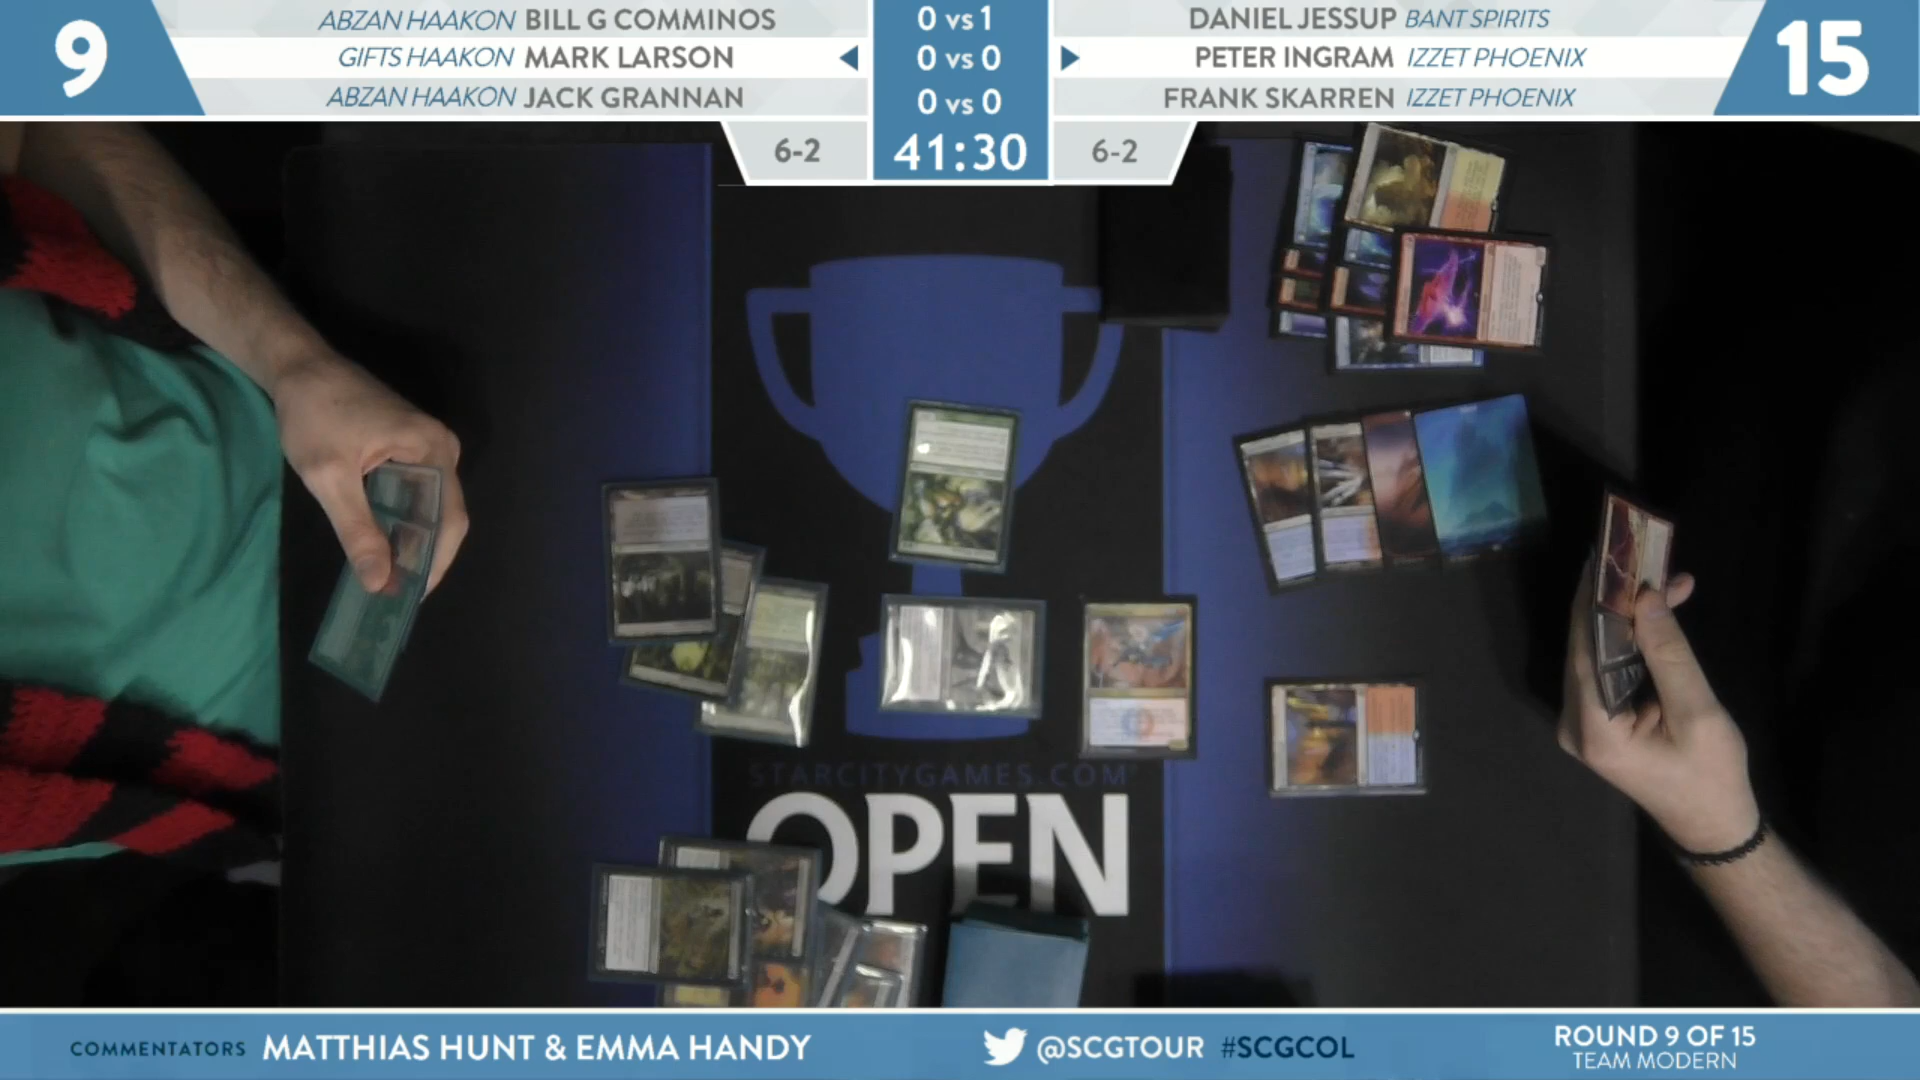 9
ABZAN HAAKON BILL G COMMINOS
0 vs 1
DANIEL JESSUP BANT SPIRITS
15
GIFTS HAAKON MARK LARSON
0 vs 0
PETER INGRAM IZZET PHOENIX
ABZAN HAAKON JACK GRANNAN
0 vs 0
FRANK SKARREN IZZET PHOENIX
6-2
41:30
6-2
STARCITYGAMES.COM
OPEN
COMMENTATORS MATTHIAS HUNT & EMMA HANDY
@SCGTOUR #SCGCOL
ROUND 9 OF 15
TEAM MODERN